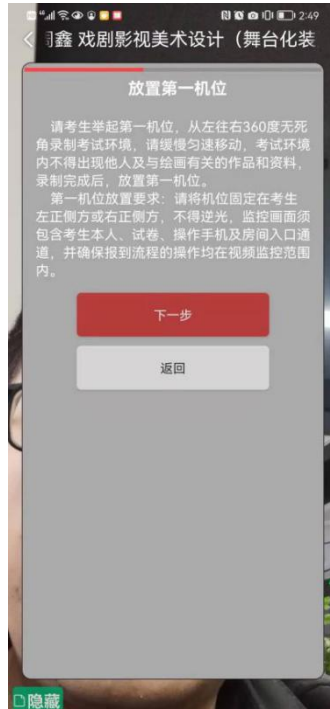 2:49
闫鑫 戏剧影视美术设计（舞台化装
放置第一机位
请考生举起第一机位，从左往右360度无死
角录制考试环境，请缓慢匀速移动，考试环境
内不得出现他人及与绘画有关的作品和资料，
录制完成后，放置第一机位。
第一机位放置要求：请将机位固定在考生
左正侧方或右正侧方，不得逆光，监控画面须
包含考生本人、试卷、操作手机及房间入口通
道，并确保报到流程的操作均在视频监控范围
内。
下一步
返回
隐藏